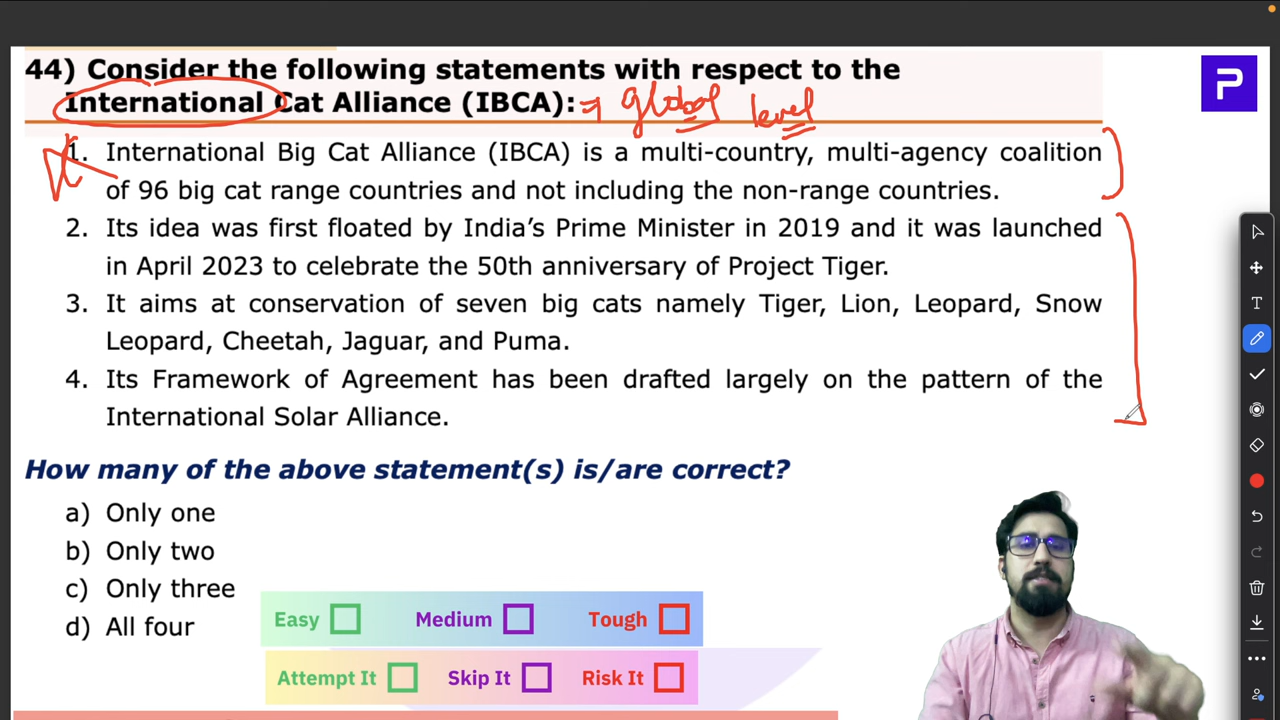 44) Consider the following statements with respect to the
International Cat Alliance (IBCA): → global level
1. International Big Cat Alliance (IBCA) is a multi-country, multi-agency coalition
of 96 big cat range countries and not including the non-range countries.
2. Its idea was first floated by India’s Prime Minister in 2019 and it was launched
in April 2023 to celebrate the 50th anniversary of Project Tiger.
3. It aims at conservation of seven big cats namely Tiger, Lion, Leopard, Snow
Leopard, Cheetah, Jaguar, and Puma.
4. Its Framework of Agreement has been drafted largely on the pattern of the
International Solar Alliance.
How many of the above statement(s) is/are correct?
a) Only one
b) Only two
c) Only three
d) All four
Easy Medium Tough
Attempt It Skip It Risk It
P
T